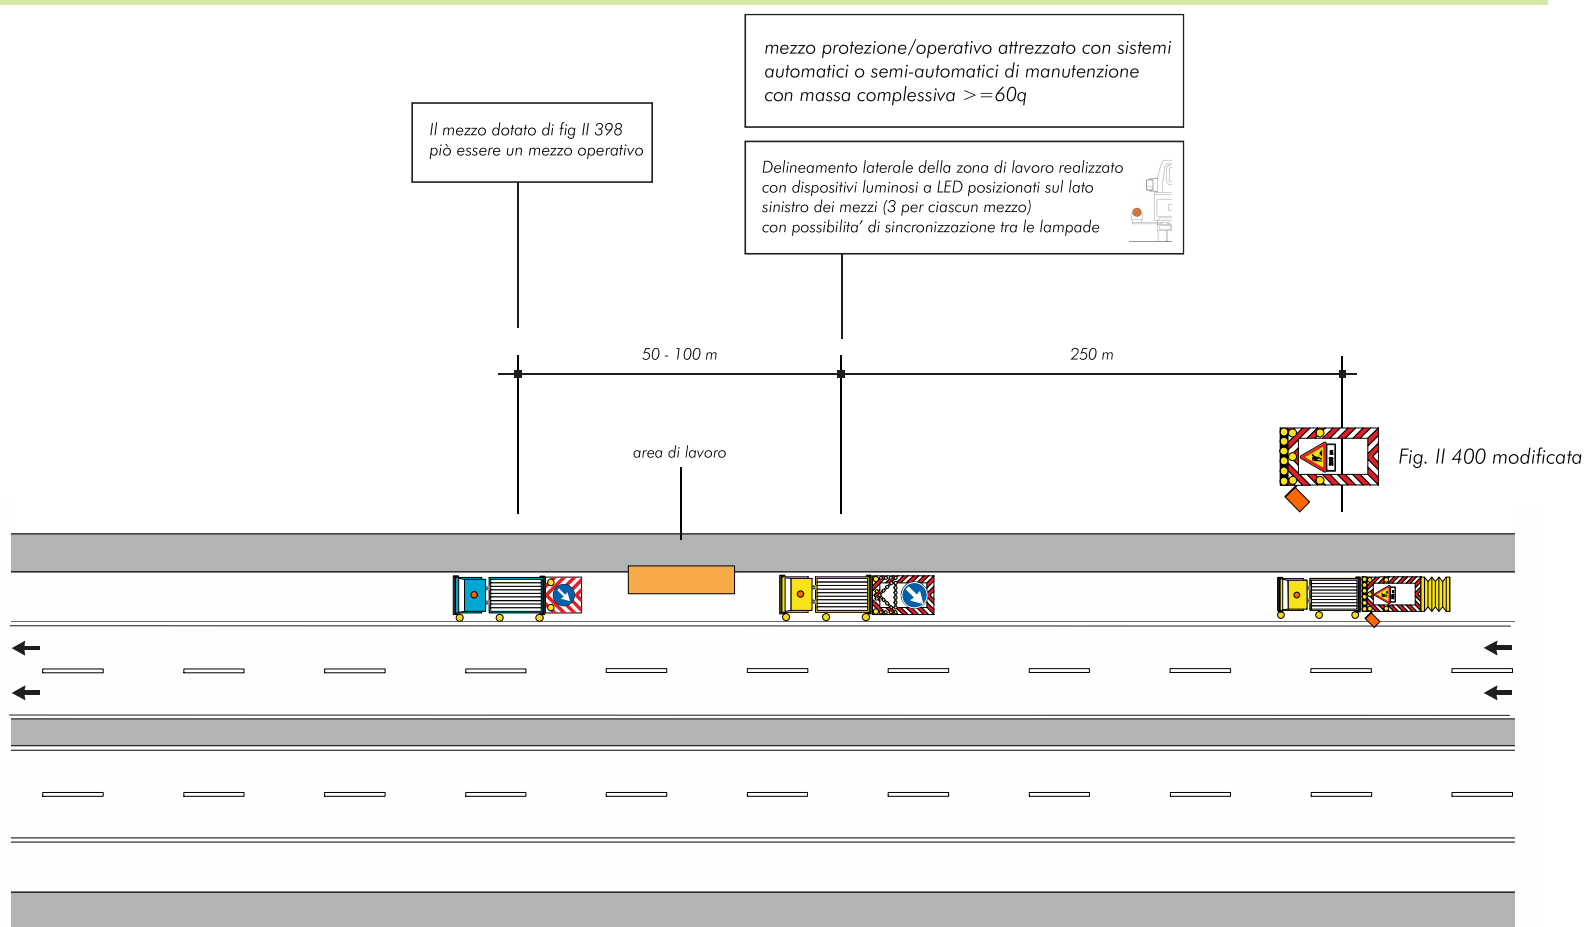 mezzo protezione/operativo attrezzato con sistemi
automatici o semi-automatici di manutenzione
con massa complessiva >=60q
Il mezzo dotato di fig II 398
piò essere un mezzo operativo
Delineamento laterale della zona di lavoro realizzato
con dispositivi luminosi a LED posizionati sul lato
sinistro dei mezzi (3 per ciascun mezzo)
con possibilita' di sincronizzazione tra le lampade
50 - 100 m
250 m
area di lavoro
Fig. II 400 modificata